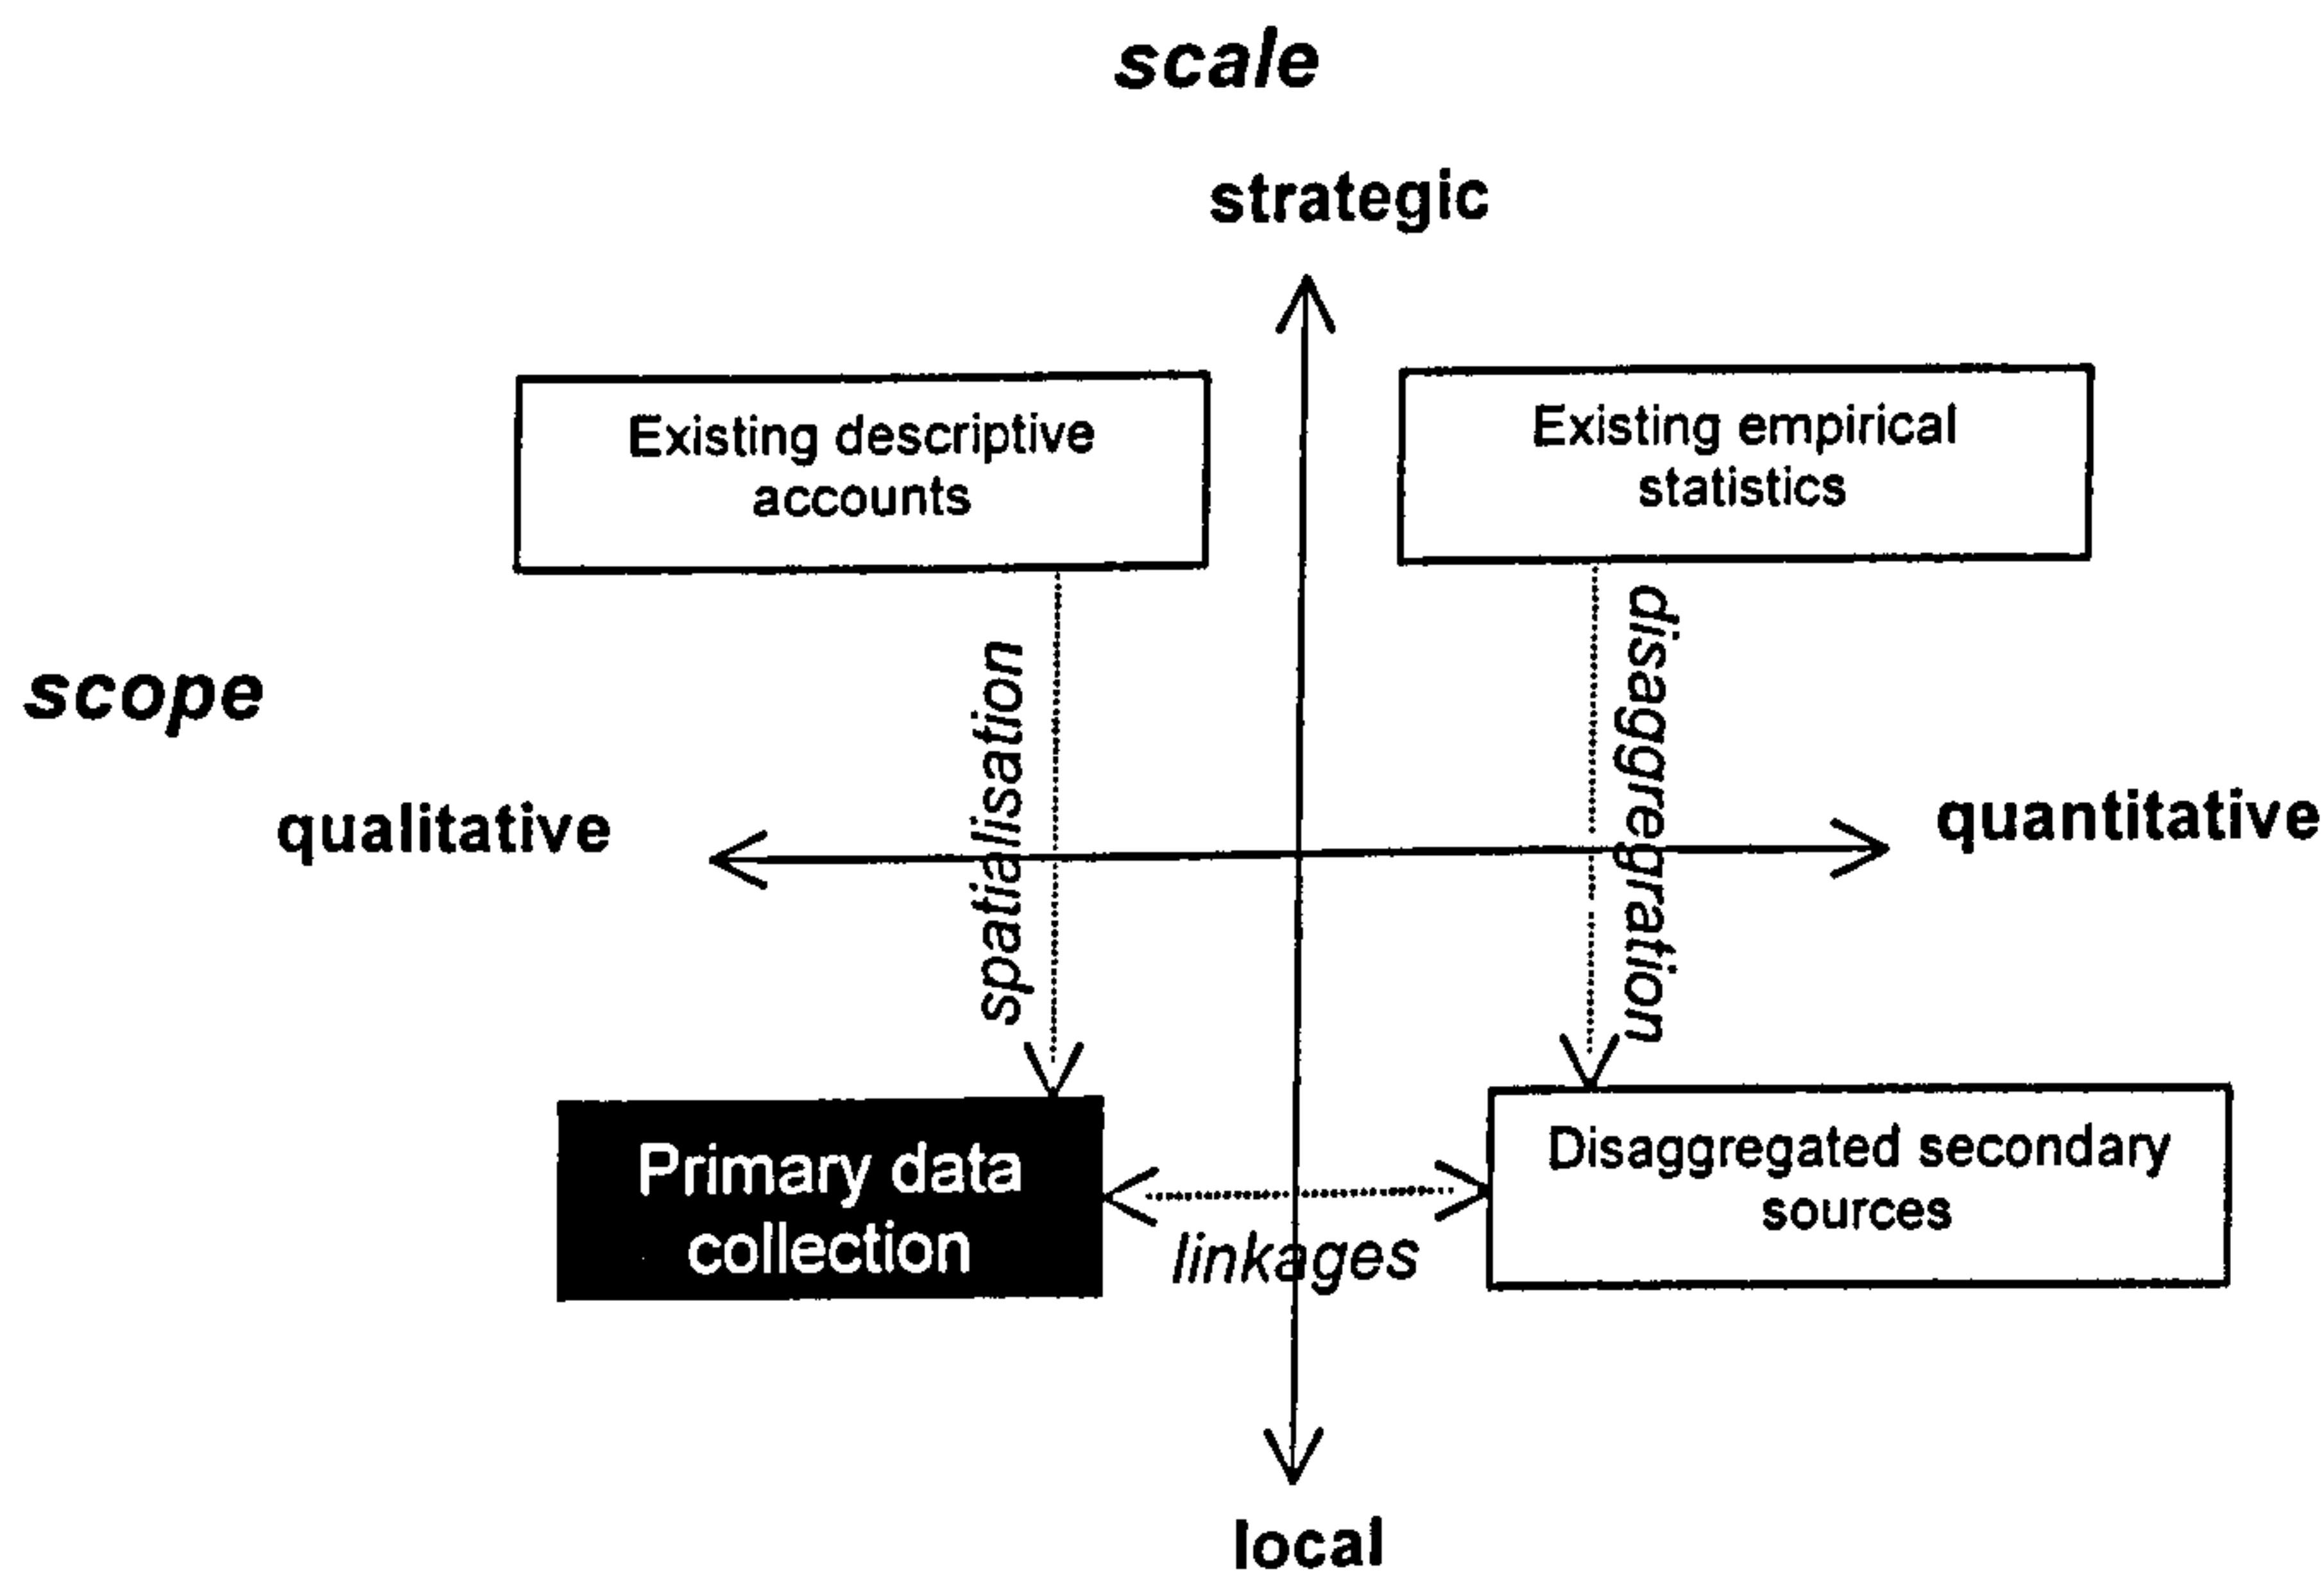 scale
strategic
Existing descriptive
accounts
Existing empirical
statistics
scope
spatialisation
disaggregration
qualitative
quantitative
Primary data
collection
linkages
Disaggregated secondary
sources
local